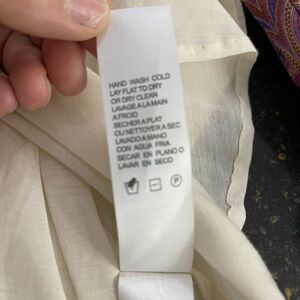 HAND WASH COLD
LAY FLAT TO DRY
OR DRY CLEAN
LAVAGE A LA MAIN
A FROID
SECHER A PLAT
OU NETTOYER A SEC
LAVADO A MANO
CON AGUA FRIA
SECAR EN PLANO O
LAVAR EN SECO
P